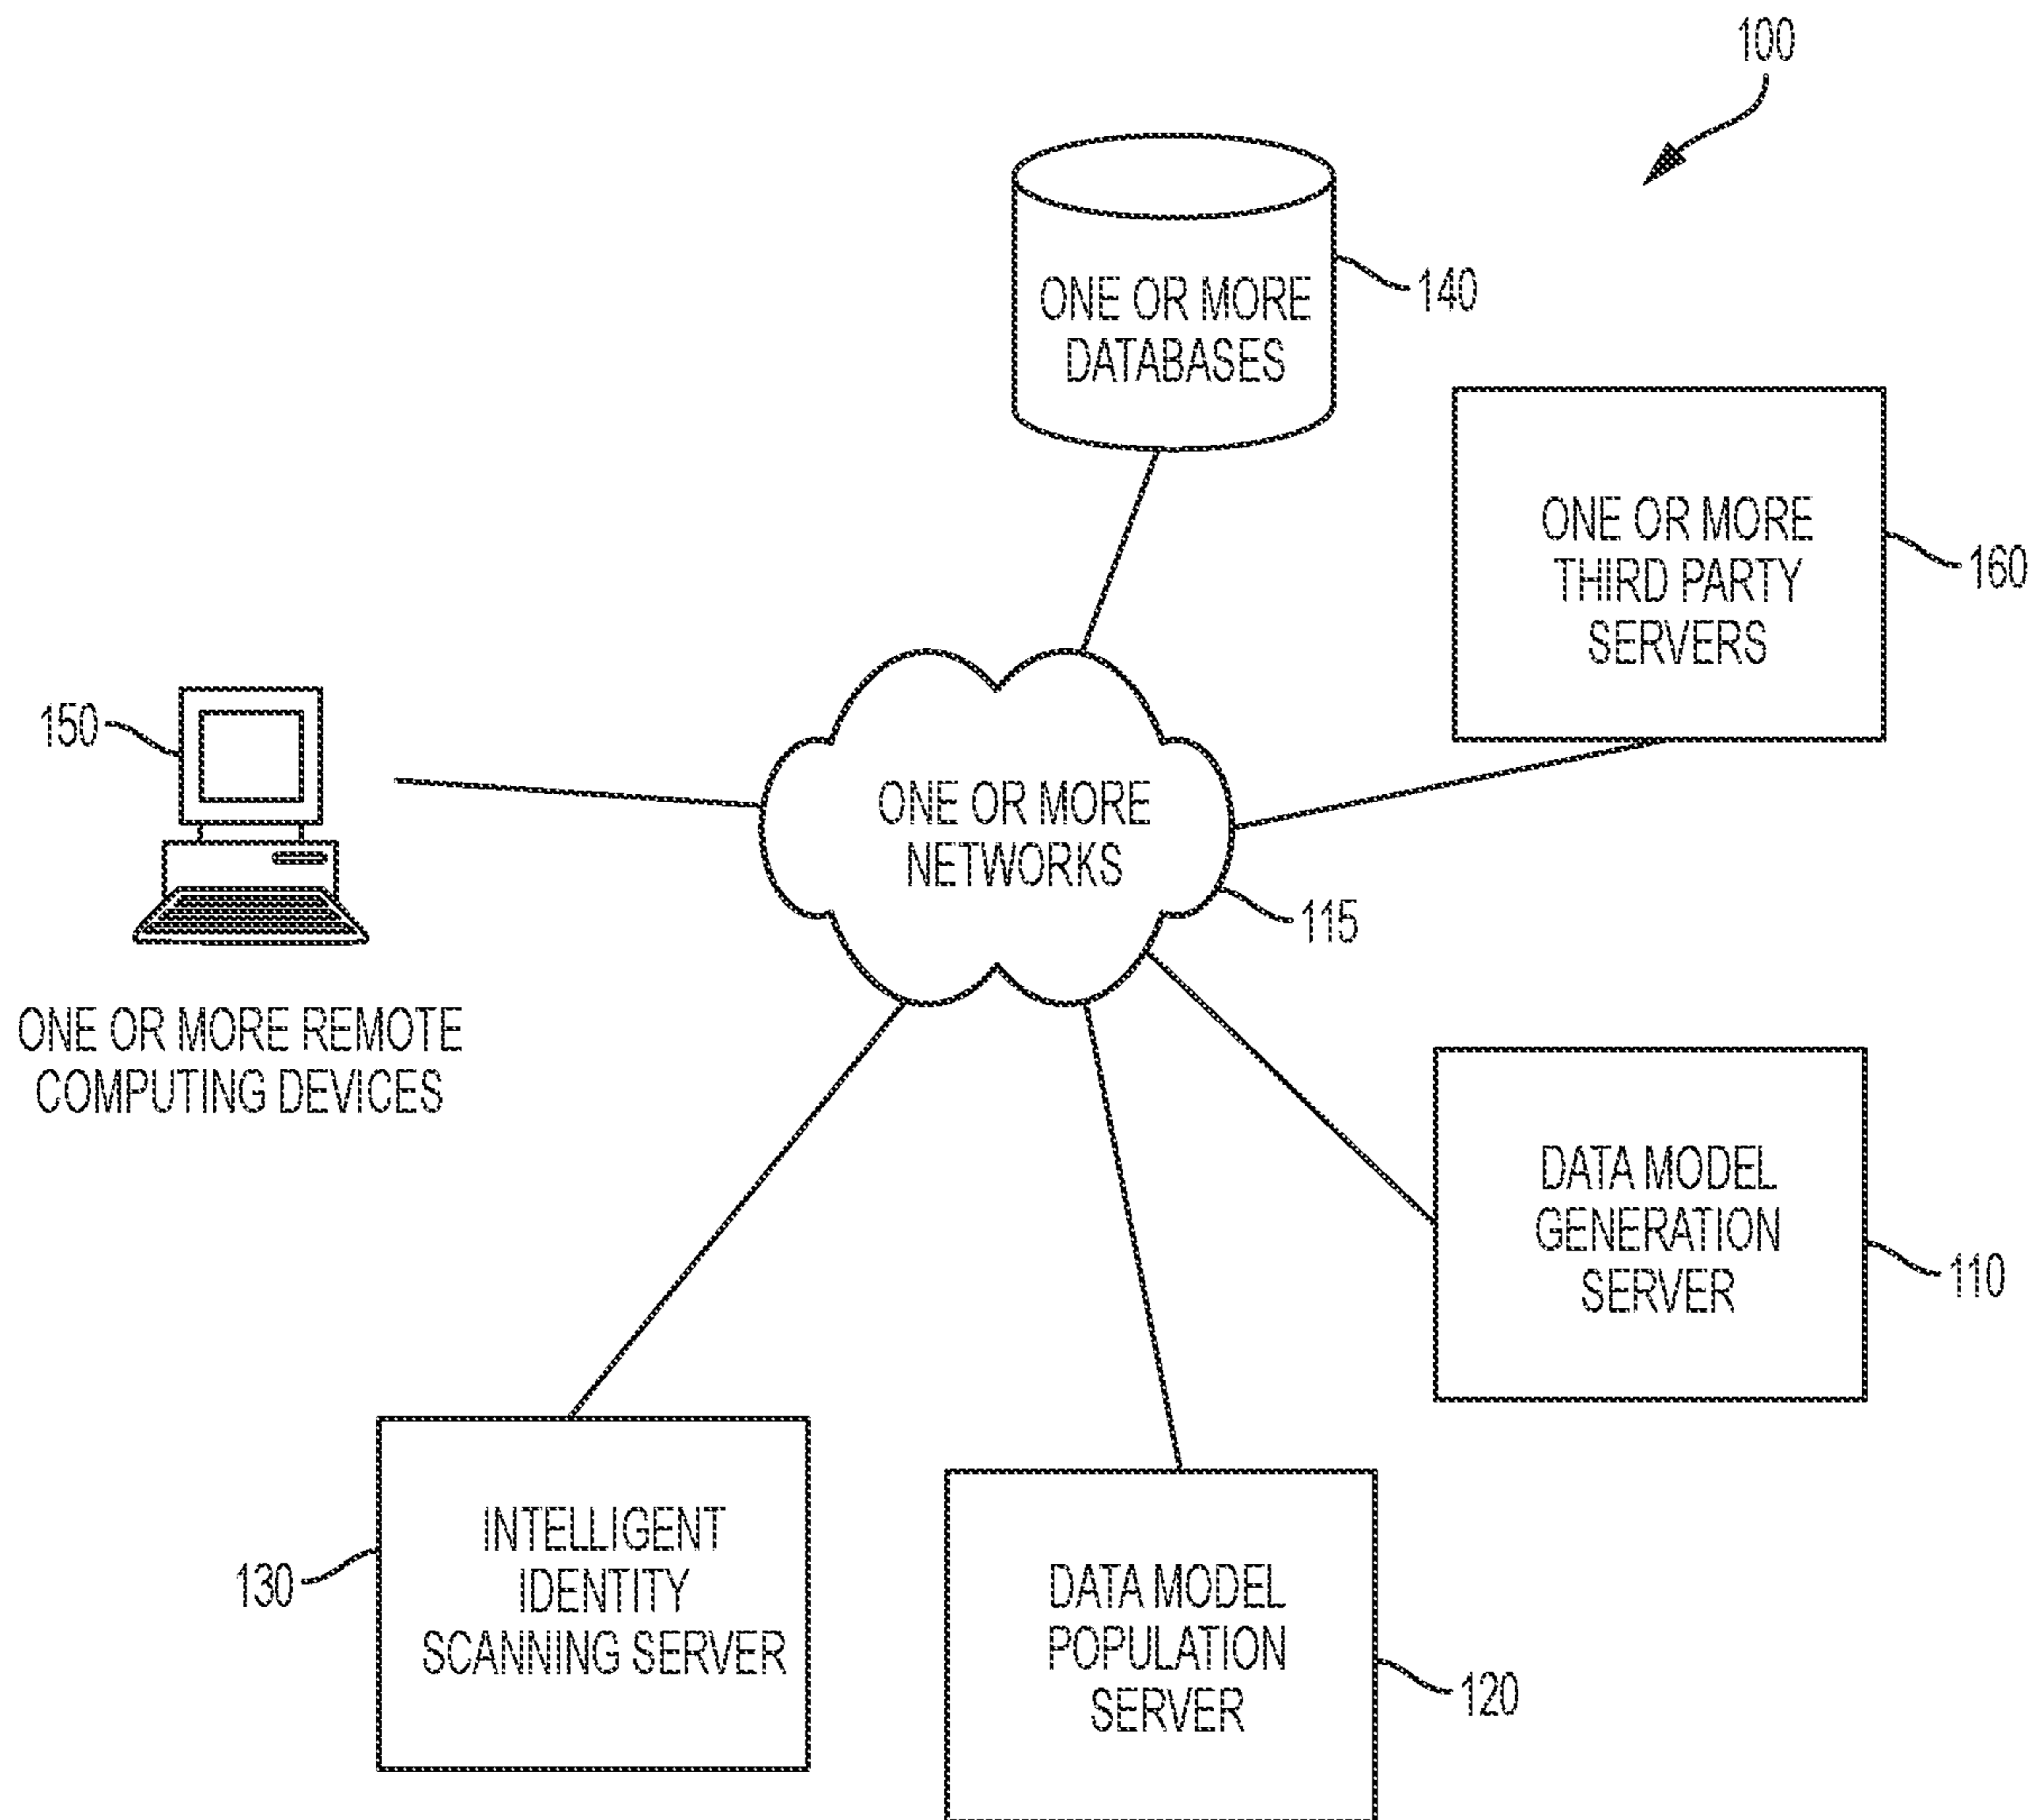 100
ONE OR MORE
DATABASES
140
ONE OR MORE
THIRD PARTY
SERVERS
160
150
ONE OR MORE
NETWORKS
115
ONE OR MORE REMOTE
COMPUTING DEVICES
DATA MODEL
GENERATION
SERVER
110
INTELLIGENT
IDENTITY
SCANNING SERVER
130
DATA MODEL
POPULATION
SERVER
120